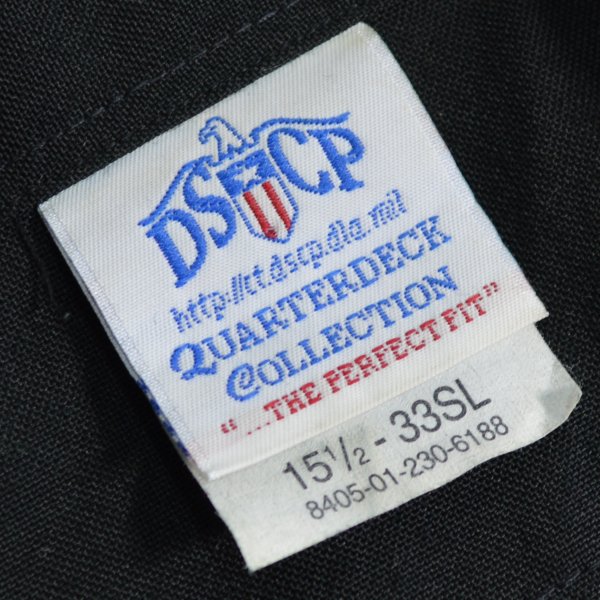 DSCP
http://ct.dscp.dla.mil
QUARTERDECK
COLLECTION
"...THE PERFECT FIT"
15½ - 33SL
8405-01-230-6188